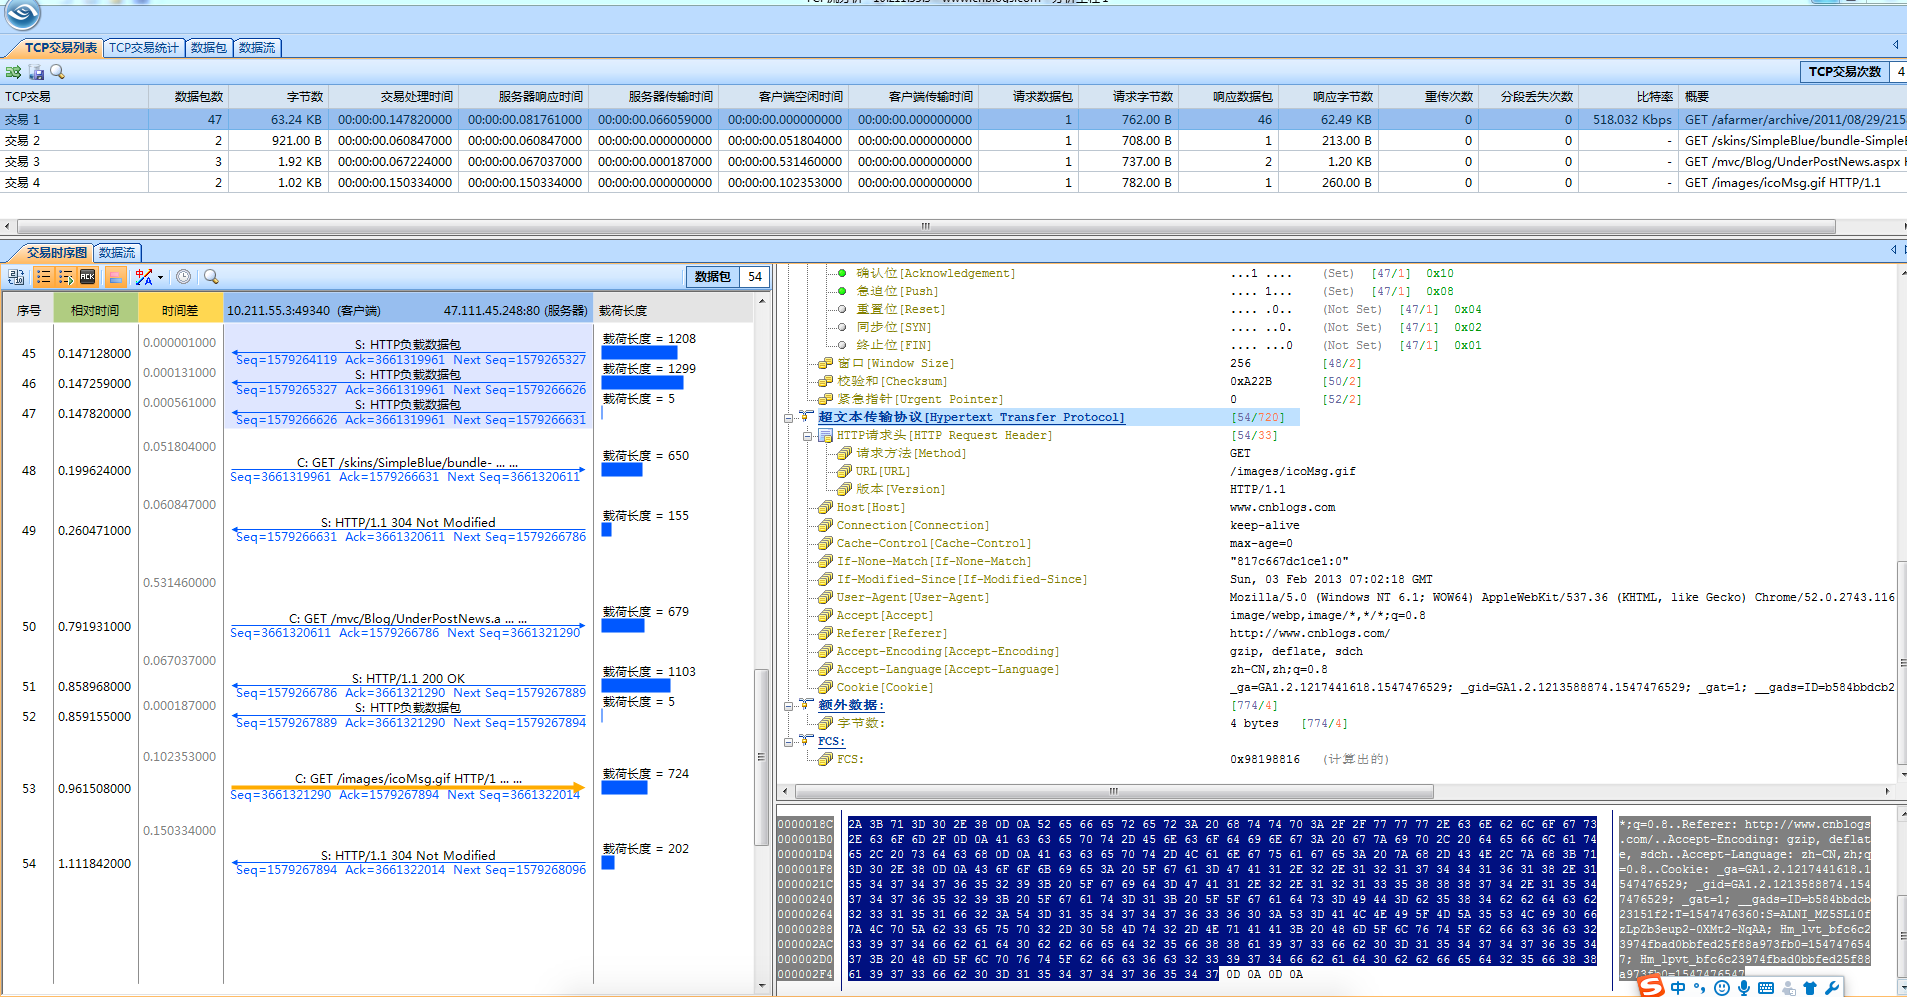 TCP交易列表 TCP交易统计 数据包 数据流
TCP交易次数 4
TCP交易 数据包数 字节数 交易处理时间 服务器响应时间 服务器传输时间 客户端空闲时间 客户端传输时间 请求数据包 请求字节数 响应数据包 响应字节数 重传次数 分段丢失次数 比特率 概要
交易 1 47 63.24 KB 00:00:00.147820000 00:00:00.081761000 00:00:00.066059000 00:00:00.000000000 00:00:00.000000000 1 762.00 B 46 62.49 KB 0 0 518.032 Kbps GET /afarmer/archive/2011/08/29/215
交易 2 2 921.00 B 00:00:00.060847000 00:00:00.060847000 00:00:00.000000000 00:00:00.051804000 00:00:00.000000000 1 708.00 B 1 213.00 B 0 0 - GET /skins/SimpleBlue/bundle-Simple
交易 3 3 1.92 KB 00:00:00.067224000 00:00:00.067037000 00:00:00.000187000 00:00:00.531460000 00:00:00.000000000 1 737.00 B 2 1.20 KB 0 0 - GET /mvc/Blog/UnderPostNews.aspx
交易 4 2 1.02 KB 00:00:00.150334000 00:00:00.150334000 00:00:00.000000000 00:00:00.102353000 00:00:00.000000000 1 782.00 B 1 260.00 B 0 0 - GET /images/icoMsg.gif HTTP/1.1
交易时序图 数据流
ACK 数据包 54
序号 相对时间 时间差 10.211.55.3:49340 (客户端) 47.111.45.248:80 (服务器) 载荷长度
0.000001000
45 0.147128000 S: HTTP负载数据包 载荷长度 = 1208
Seq=1579264119 Ack=3661319961 Next Seq=1579265327
0.000131000
46 0.147259000 S: HTTP负载数据包 载荷长度 = 1299
Seq=1579265327 Ack=3661319961 Next Seq=1579266626
0.000561000
47 0.147820000 S: HTTP负载数据包 载荷长度 = 5
Seq=1579266626 Ack=3661319961 Next Seq=1579266631
0.051804000
48 0.199624000 C: GET /skins/SimpleBlue/bundle- ... ... 载荷长度 = 650
Seq=3661319961 Ack=1579266631 Next Seq=3661320611
0.060847000
49 0.260471000 S: HTTP/1.1 304 Not Modified 载荷长度 = 155
Seq=1579266631 Ack=3661320611 Next Seq=1579266786
0.531460000
50 0.791931000 C: GET /mvc/Blog/UnderPostNews.a ... ... 载荷长度 = 679
Seq=3661320611 Ack=1579266786 Next Seq=3661321290
0.067037000
51 0.858968000 S: HTTP/1.1 200 OK 载荷长度 = 1103
Seq=1579266786 Ack=3661321290 Next Seq=1579267889
0.000187000
52 0.859155000 S: HTTP负载数据包 载荷长度 = 5
Seq=1579267889 Ack=3661321290 Next Seq=1579267894
0.102353000
53 0.961508000 C: GET /images/icoMsg.gif HTTP/1 ... ... 载荷长度 = 724
Seq=3661321290 Ack=1579267894 Next Seq=3661322014
0.150334000
54 1.111842000 S: HTTP/1.1 304 Not Modified 载荷长度 = 202
Seq=1579267894 Ack=3661322014 Next Seq=1579268096
确认位[Acknowledgement] ...1 .... (Set) [47/1] 0x10
急迫位[Push] .... 1... (Set) [47/1] 0x08
重置位[Reset] .... .0.. (Not Set) [47/1] 0x04
同步位[SYN] .... ..0. (Not Set) [47/1] 0x02
终止位[FIN] .... ...0 (Not Set) [47/1] 0x01
窗口[Window Size] 256 [48/2]
校验和[Checksum] 0xA22B [50/2]
紧急指针[Urgent Pointer] 0 [52/2]
超文本传输协议[Hypertext Transfer Protocol] [54/720]
HTTP请求头[HTTP Request Header] [54/33]
请求方法[Method] GET
URL[URL] /images/icoMsg.gif
版本[Version] HTTP/1.1
Host[Host] www.cnblogs.com
Connection[Connection] keep-alive
Cache-Control[Cache-Control] max-age=0
If-None-Match[If-None-Match] "817c667dc1ce1:0"
If-Modified-Since[If-Modified-Since] Sun, 03 Feb 2013 07:02:18 GMT
User-Agent[User-Agent] Mozilla/5.0 (Windows NT 6.1; WOW64) AppleWebKit/537.36 (KHTML, like Gecko) Chrome/52.0.2743.116
Accept[Accept] image/webp,image/*,*/*;q=0.8
Referer[Referer] http://www.cnblogs.com/
Accept-Encoding[Accept-Encoding] gzip, deflate, sdch
Accept-Language[Accept-Language] zh-CN,zh;q=0.8
Cookie[Cookie] _ga=GA1.2.1217441618.1547476529; _gid=GA1.2.1213588874.1547476529; _gat=1; __gads=ID=b584bbdcb2
额外数据: [774/4]
字节数: 4 bytes [774/4]
FCS:
FCS: 0x98198816 (计算出的)
0000018C 2A 3B 71 3D 30 2E 38 0D 0A 52 65 66 65 72 65 72 3A 20 68 74 74 70 3A 2F 2F 77 77 77 2E 63 6E 62 6C 6F 67 73 *;q=0.8..Referer: http://www.cnblogs
000001B0 2E 63 6F 6D 2F 0D 0A 41 63 63 65 70 74 2D 45 6E 63 6F 64 69 6E 67 3A 20 67 7A 69 70 2C 20 64 65 66 6C 61 74 .com/..Accept-Encoding: gzip, deflat
000001D4 65 2C 20 73 64 63 68 0D 0A 41 63 63 65 70 74 2D 4C 61 6E 67 75 61 67 65 3A 20 7A 68 2D 43 4E 2C 7A 68 3B 71 e, sdch..Accept-Language: zh-CN,zh;q
000001F8 3D 30 2E 38 0D 0A 43 6F 6F 6B 69 65 3A 20 5F 67 61 3D 47 41 31 2E 32 2E 31 32 31 37 34 34 31 36 31 38 2E 31 =0.8..Cookie: _ga=GA1.2.1217441618.1
0000021C 35 34 37 34 37 36 35 32 39 3B 20 5F 67 69 64 3D 47 41 31 2E 32 2E 31 32 31 33 35 38 38 38 37 34 2E 31 35 34 547476529; _gid=GA1.2.1213588874.154
00000240 37 34 37 36 35 32 39 3B 20 5F 67 61 74 3D 31 3B 20 5F 5F 67 61 64 73 3D 49 44 3D 62 35 38 34 62 62 64 63 62 7476529; _gat=1; __gads=ID=b584bbdcb
00000264 32 33 31 35 31 66 32 3A 54 3D 31 35 34 37 34 37 36 33 36 30 3A 53 3D 41 4C 4E 49 5F 4D 5A 35 53 4C 69 30 66 23151f2:T=1547476360:S=ALNI_MZ5SLi0f
00000288 7A 4C 70 5A 62 33 65 75 70 32 2D 30 58 4D 74 32 2D 4E 71 41 41 3B 20 48 6D 5F 6C 76 74 5F 62 66 63 36 63 32 zLpZb3eup2-0XMt2-NqAA; Hm_lvt_bfc6c2
000002AC 33 39 37 34 66 62 61 64 30 62 62 66 65 64 32 35 66 38 38 61 39 37 33 66 62 30 3D 31 35 34 37 34 37 36 35 34 3974fbad0bbfed25f88a973fb0=154747654
000002D0 37 3B 20 48 6D 5F 6C 70 76 74 5F 62 66 63 36 63 32 33 39 37 34 66 62 61 64 30 62 62 66 65 64 32 35 66 38 38 7; Hm_lpvt_bfc6c23974fbad0bbfed25f88
000002F4 61 39 37 33 66 62 30 3D 31 35 34 37 34 37 36 35 34 37 0D 0A 0D 0A a973fb0=1547476547
中